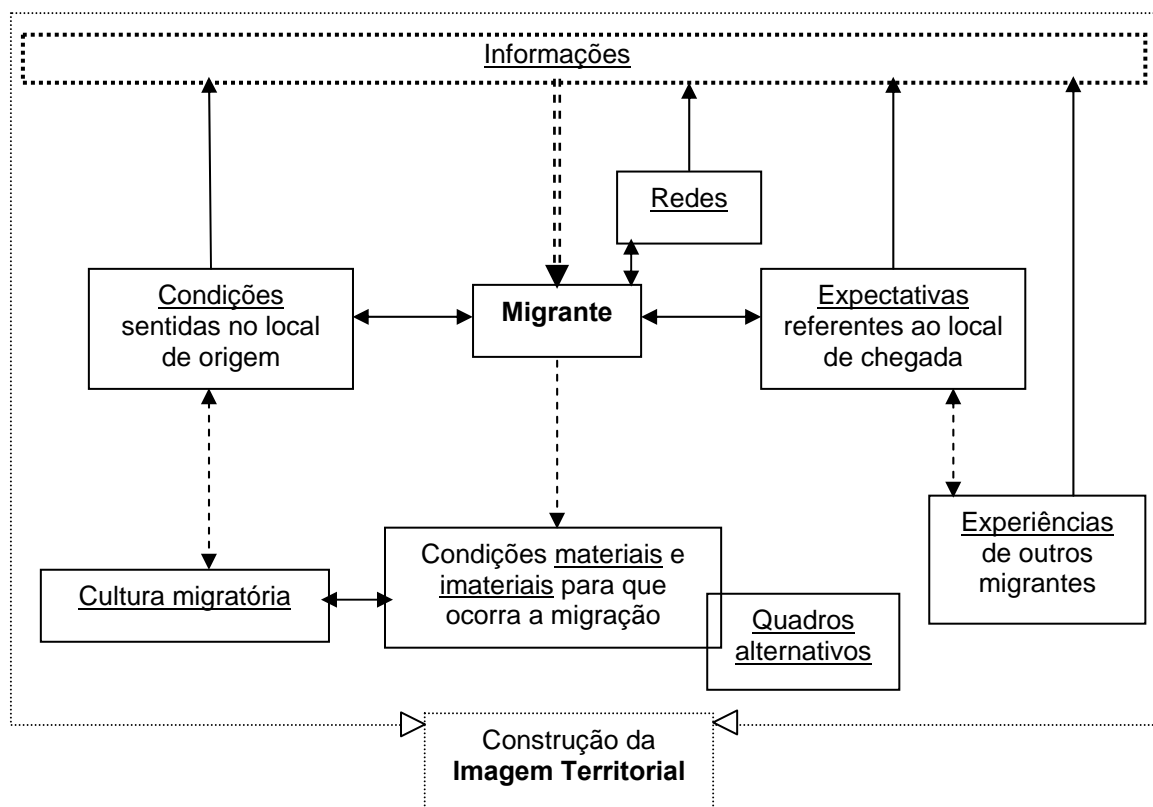 Informações
Redes
Condições
sentidas no local
de origem
Migrante
Expectativas
referentes ao local
de chegada
Experiências
de outros
migrantes
Condições materiais e
imateriais para que
ocorra a migração
Cultura migratória
Quadros
alternativos
Construção da
Imagem Territorial